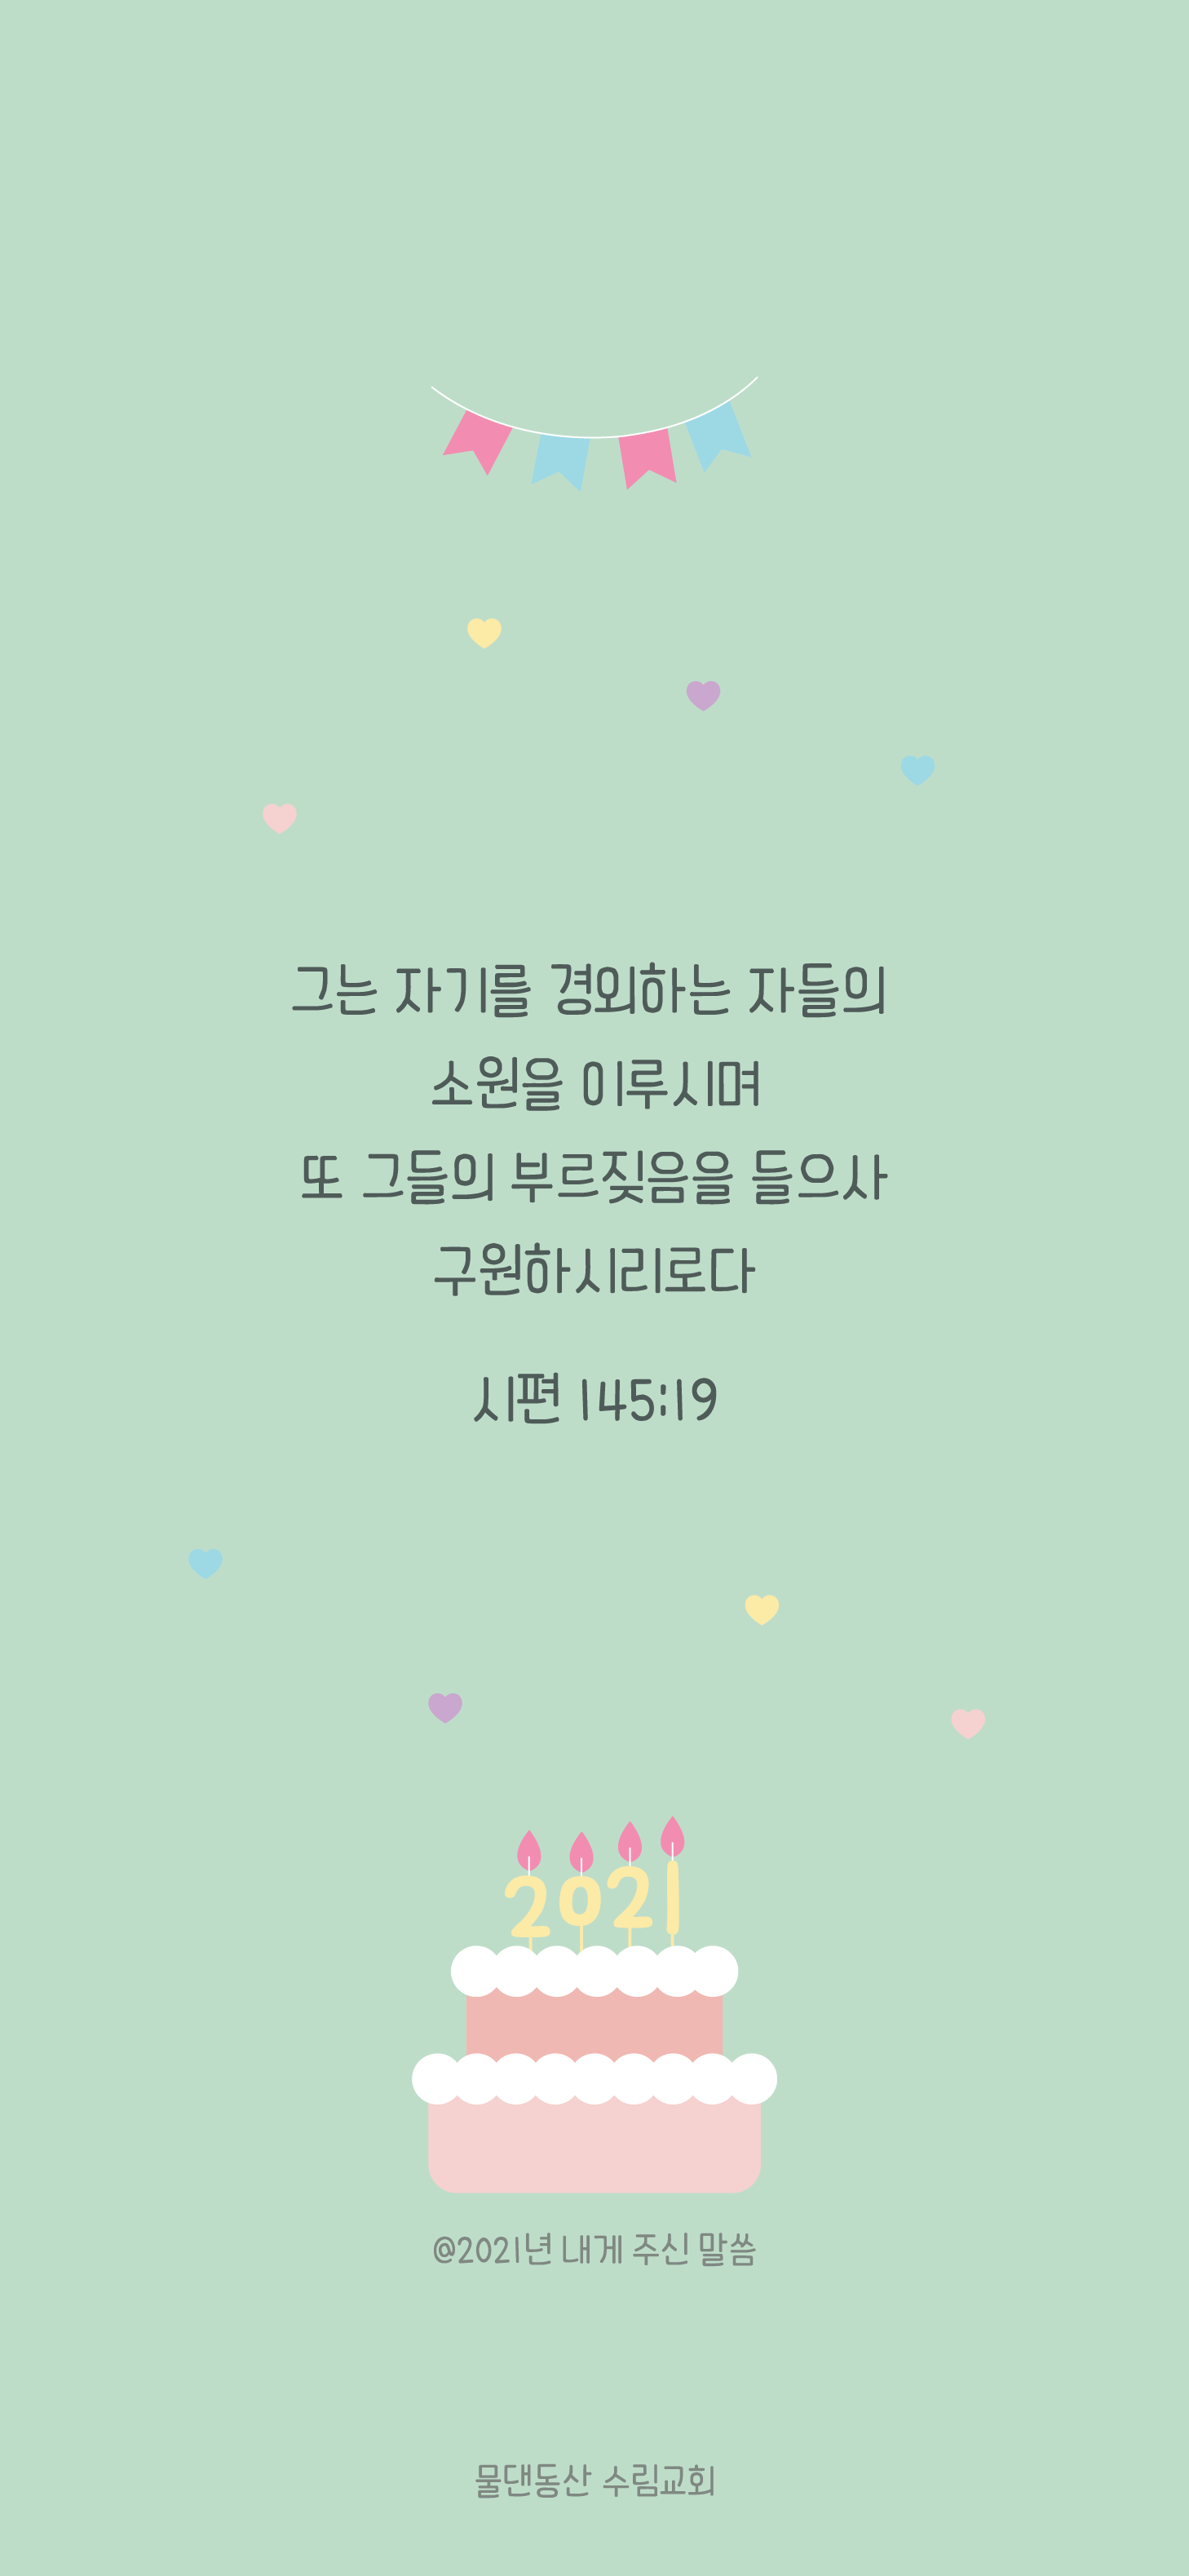 그는 자기를 경외하는 자들의
소원을 이루시며
또 그들의 부르짖음을 들으사
구원하시리로다
시편 145:19
2021
@2021년 내게 주신 말씀
물댄동산 수림교회